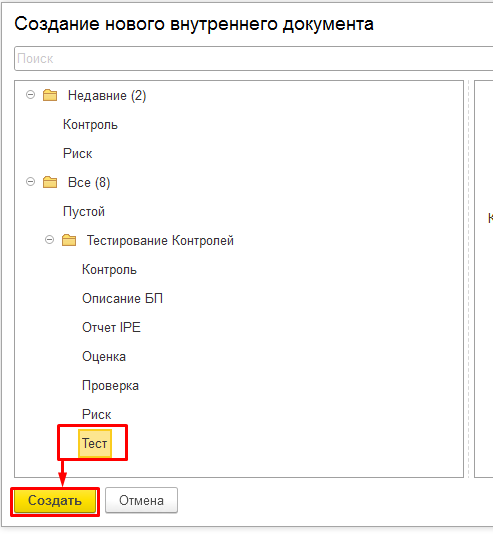 Создание нового внутреннего документа
Поиск
Недавние (2)
Контроль
Риск
Все (8)
Пустой
Тестирование Контролей
Контроль
Описание БП
Отчет IPE
Оценка
Проверка
Риск
Тест
Создать Отмена